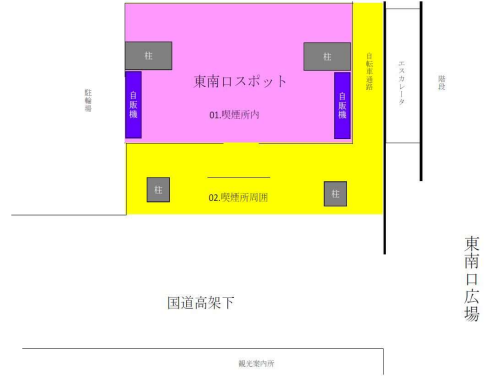 柱
柱
自転車通路
エスカレータ
階段
東南口スポット
自販機
自販機
駐輪場
01.喫煙所内
柱
柱
02.喫煙所周囲
東南口広場
国道高架下
観光案内所